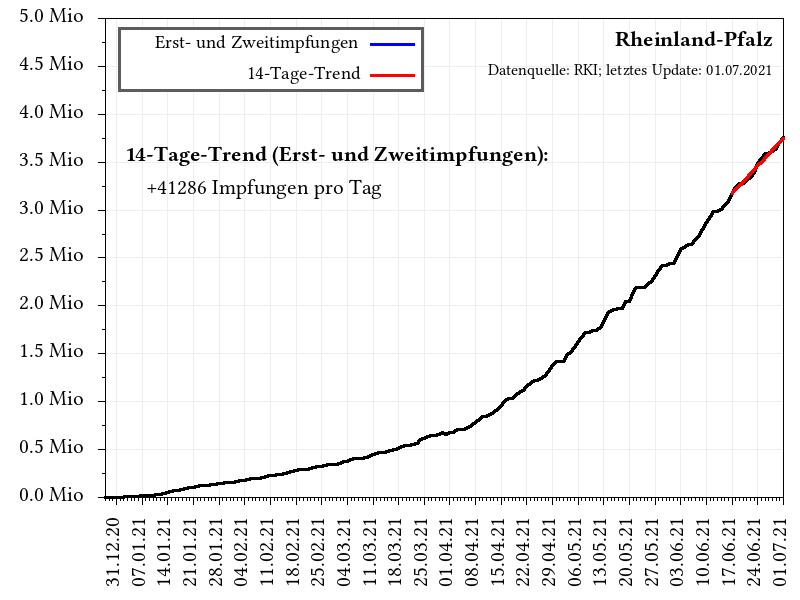 5.0 Mio
4.5 Mio
4.0 Mio
3.5 Mio
3.0 Mio
2.5 Mio
2.0 Mio
1.5 Mio
1.0 Mio
0.5 Mio
0.0 Mio
Erst- und Zweitimpfungen
14-Tage-Trend
Rheinland-Pfalz
Datenquelle: RKI; letztes Update: 01.07.2021
14-Tage-Trend (Erst- und Zweitimpfungen):
+41286 Impfungen pro Tag
31.12.20
07.01.21
14.01.21
21.01.21
28.01.21
04.02.21
11.02.21
18.02.21
25.02.21
04.03.21
11.03.21
18.03.21
25.03.21
01.04.21
08.04.21
15.04.21
22.04.21
29.04.21
06.05.21
13.05.21
20.05.21
27.05.21
03.06.21
10.06.21
17.06.21
24.06.21
01.07.21